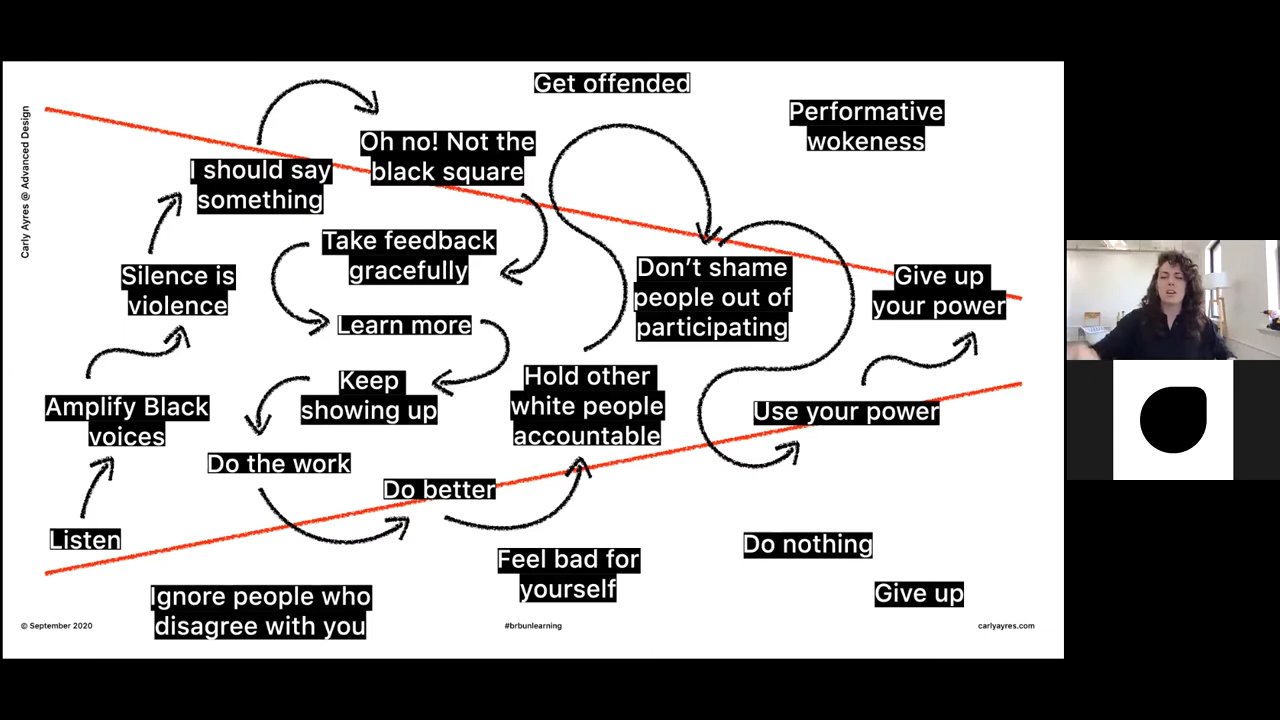 Carly Ayres @ Advanced Design
Get offended
Performative
wokeness
Oh no! Not the
black square
I should say
something
Take feedback
gracefully
Silence is
violence
Don’t shame
people out of
participating
Give up
your power
Learn more
Keep
showing up
Hold other
white people
accountable
Amplify Black
voices
Use your power
Do the work
Do better
Listen
Feel bad for
yourself
Do nothing
Give up
Ignore people who
disagree with you
© September 2020
#brbunlearning
carlyayres.com